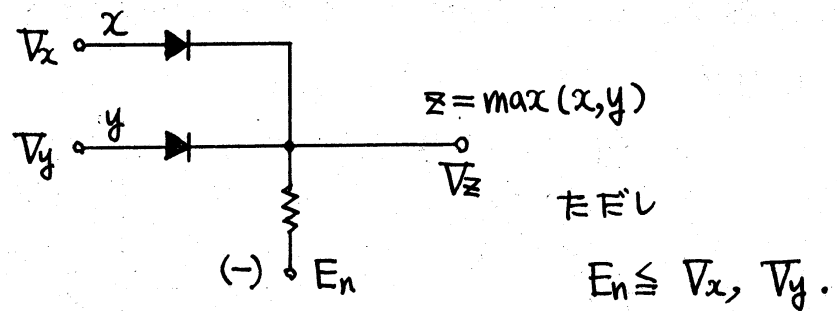 Vx x
z = max(x,y)
Vy y
Vz
ただし
(-) En
En ≦ Vx, Vy .